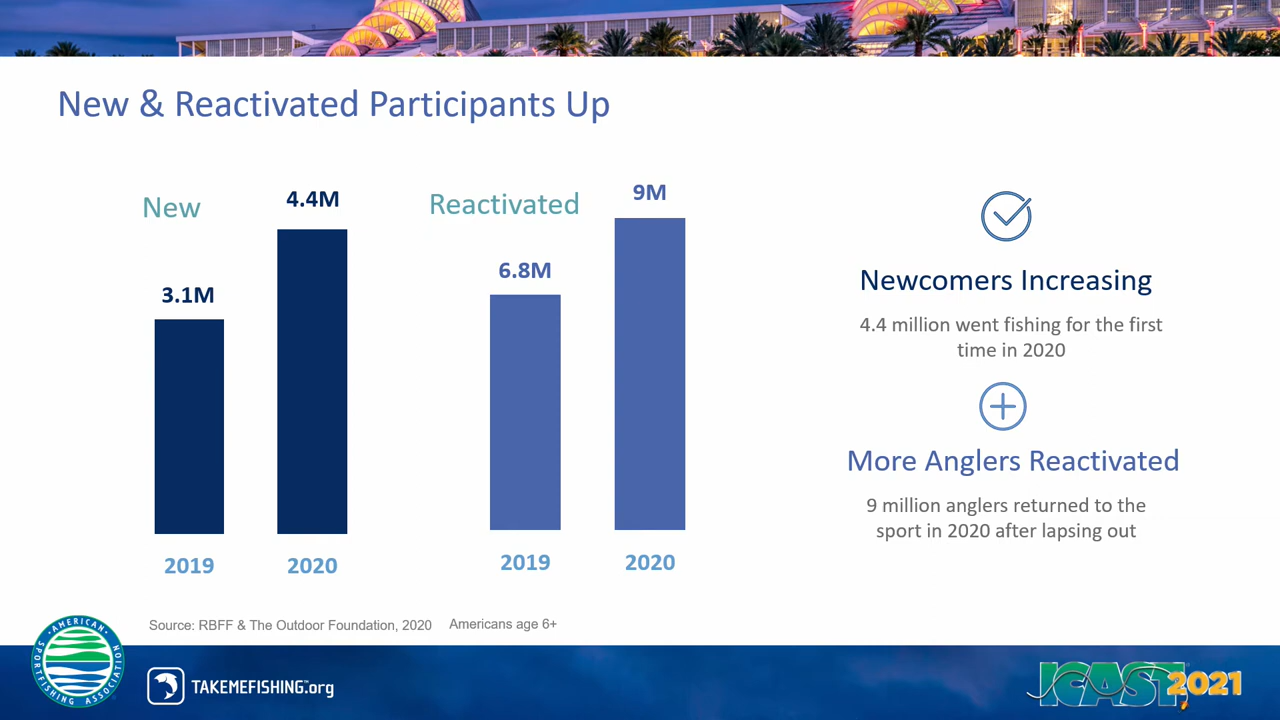 New & Reactivated Participants Up
New
3.1M
4.4M
2019
2020
Reactivated
6.8M
9M
2019
2020
Newcomers Increasing
4.4 million went fishing for the first
time in 2020
More Anglers Reactivated
9 million anglers returned to the
sport in 2020 after lapsing out
Source: RBFF & The Outdoor Foundation, 2020
Americans age 6+
AMERICAN SPORTFISHING ASSOCIATION
TAKEMEFISHING.org
ICAST 2021